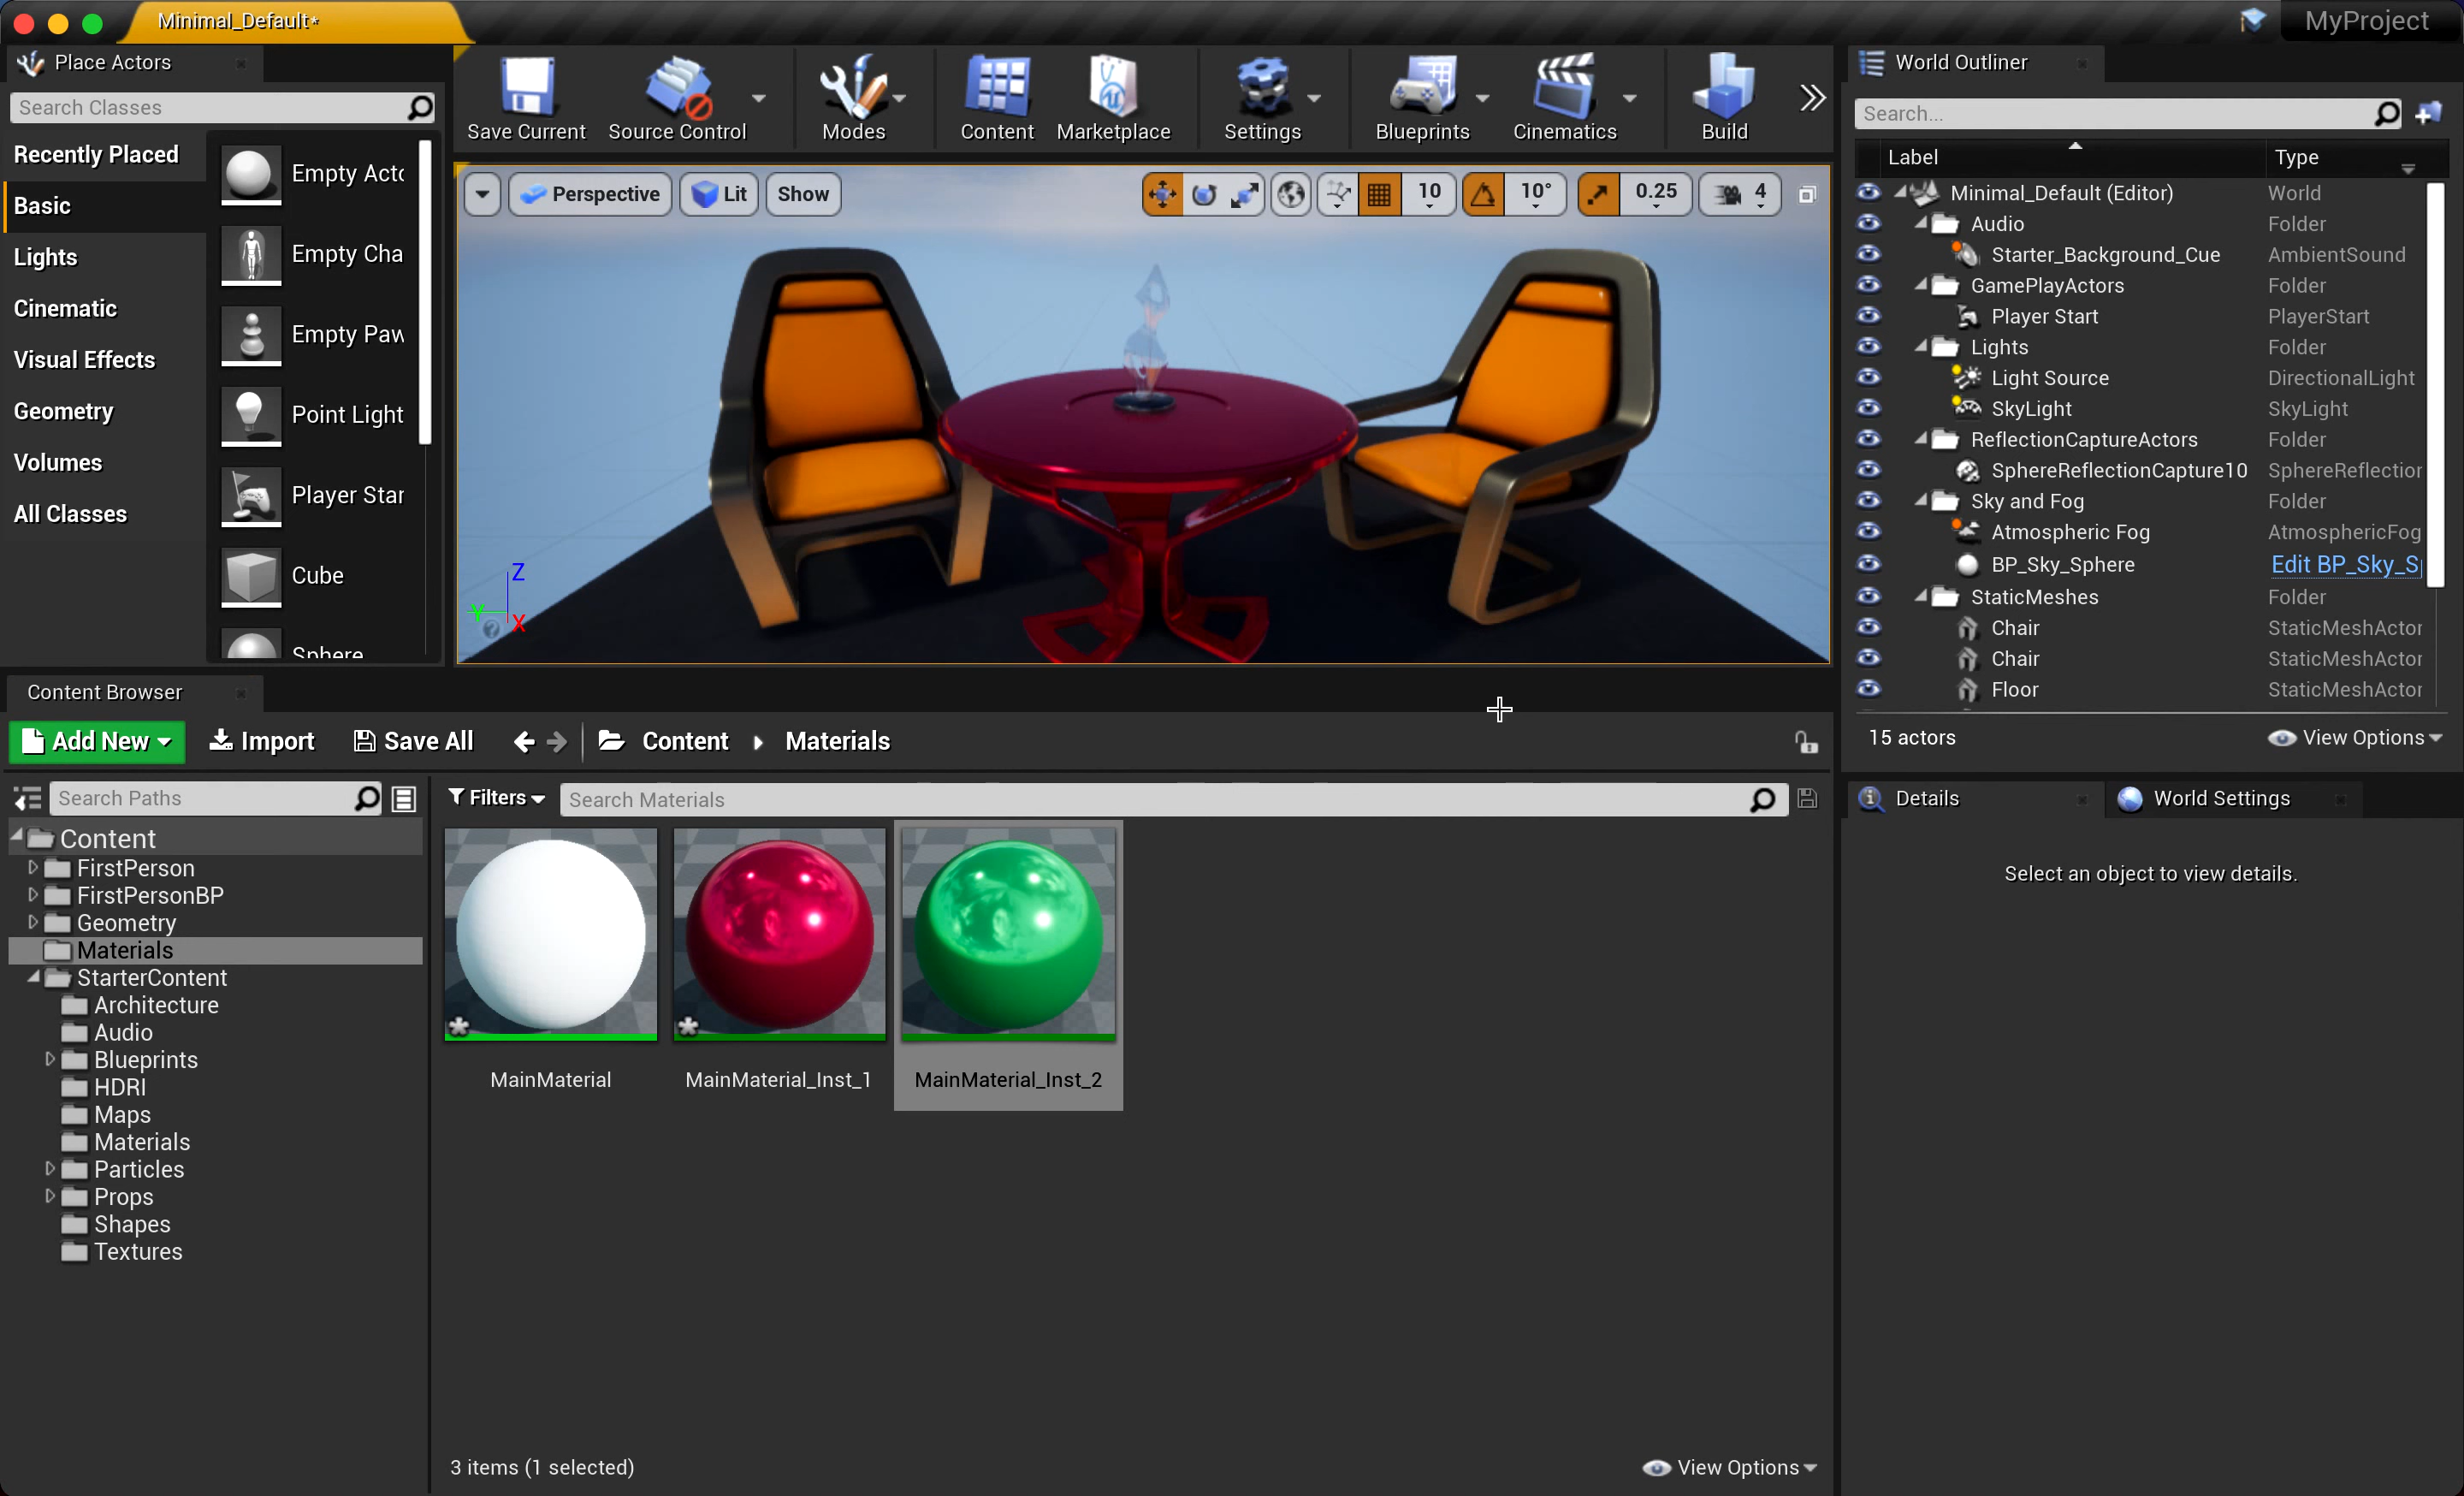 Minimal_Default*
MyProject
Place Actors
Search Classes
Recently Placed
Basic
Lights
Cinematic
Visual Effects
Geometry
Volumes
All Classes
Empty Acto
Empty Cha
Empty Paw
Point Light
Player Star
Cube
Sphere
Save Current
Source Control
Modes
Content
Marketplace
Settings
Blueprints
Cinematics
Build
Perspective
Lit
Show
10
10°
0.25
4
Z
Y
X
World Outliner
Search...
Label Type
Minimal_Default (Editor) World
Audio Folder
Starter_Background_Cue AmbientSound
GamePlayActors Folder
Player Start PlayerStart
Lights Folder
Light Source DirectionalLight
SkyLight SkyLight
ReflectionCaptureActors Folder
SphereReflectionCapture10 SphereReflection
Sky and Fog Folder
Atmospheric Fog AtmosphericFog
BP_Sky_Sphere Edit BP_Sky_S
StaticMeshes Folder
Chair StaticMeshActor
Chair StaticMeshActor
Floor StaticMeshActor
15 actors
View Options
Content Browser
Add New
Import
Save All
Content
Materials
Search Paths
Filters
Search Materials
Content
FirstPerson
FirstPersonBP
Geometry
Materials
StarterContent
Architecture
Audio
Blueprints
HDRI
Maps
Materials
Particles
Props
Shapes
Textures
MainMaterial
MainMaterial_Inst_1
MainMaterial_Inst_2
3 items (1 selected)
View Options
Details
World Settings
Select an object to view details.